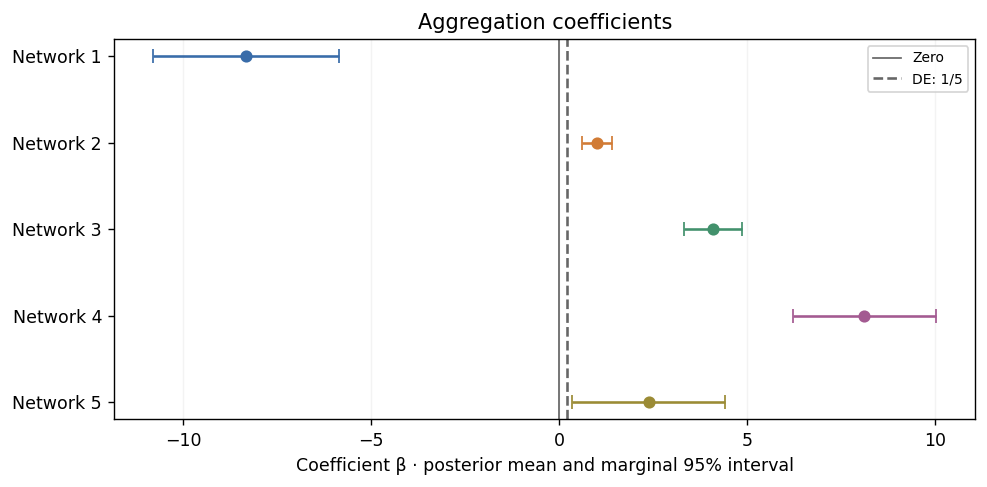 Aggregation coefficients
Network 1
Network 2
Network 3
Network 4
Network 5
Zero
DE: 1/5
−10
−5
0
5
10
Coefficient β · posterior mean and marginal 95% interval